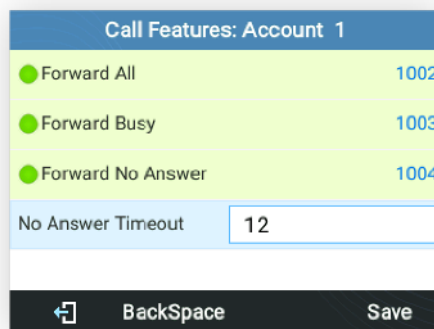 Call Features: Account 1
Forward All 1002
Forward Busy 1003
Forward No Answer 1004
No Answer Timeout 12
BackSpace Save